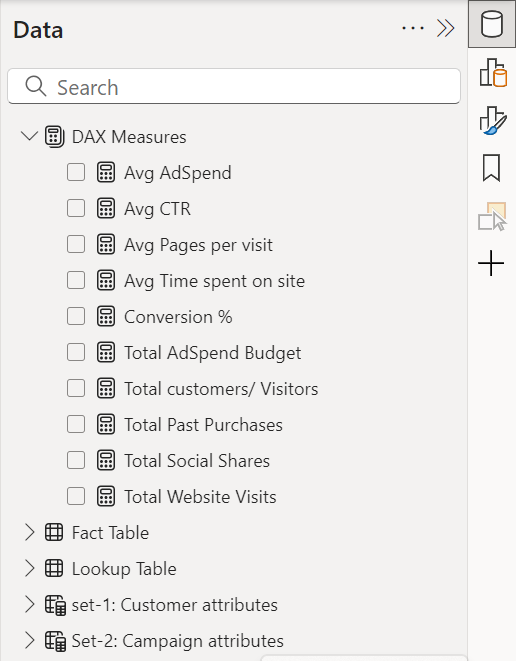 Data
Search
DAX Measures
Avg AdSpend
Avg CTR
Avg Pages per visit
Avg Time spent on site
Conversion %
Total AdSpend Budget
Total customers/ Visitors
Total Past Purchases
Total Social Shares
Total Website Visits
Fact Table
Lookup Table
set-1: Customer attributes
Set-2: Campaign attributes